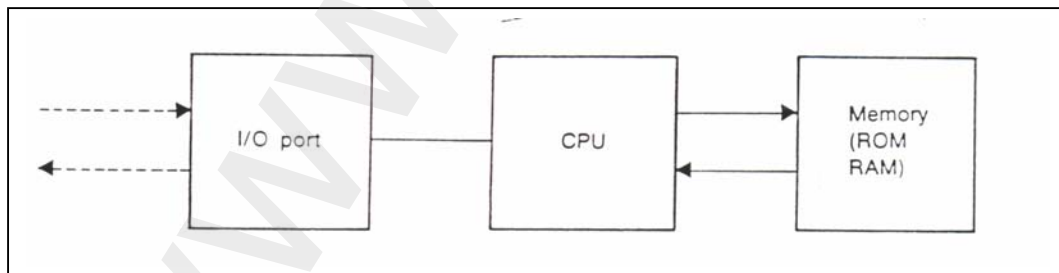 I/O port
CPU
Memory
(ROM
RAM)